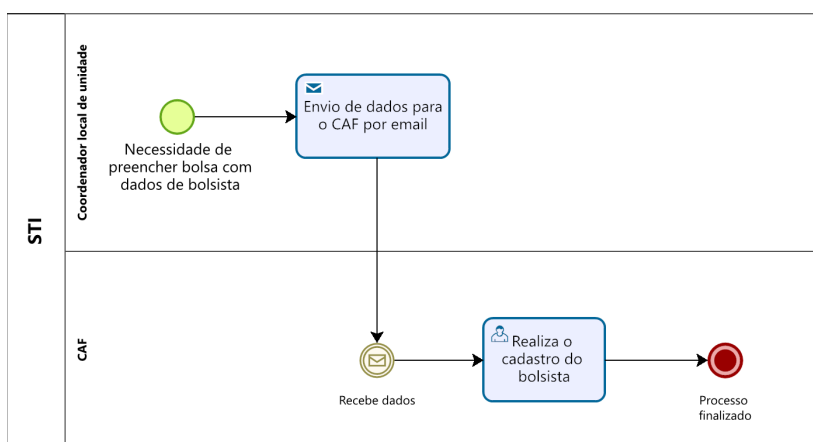 STI
Coordenador local de unidade
Necessidade de
preencher bolsa com
dados de bolsista
Envio de dados para
o CAF por email
CAF
Recebe dados
Realiza o
cadastro do
bolsista
Processo
finalizado